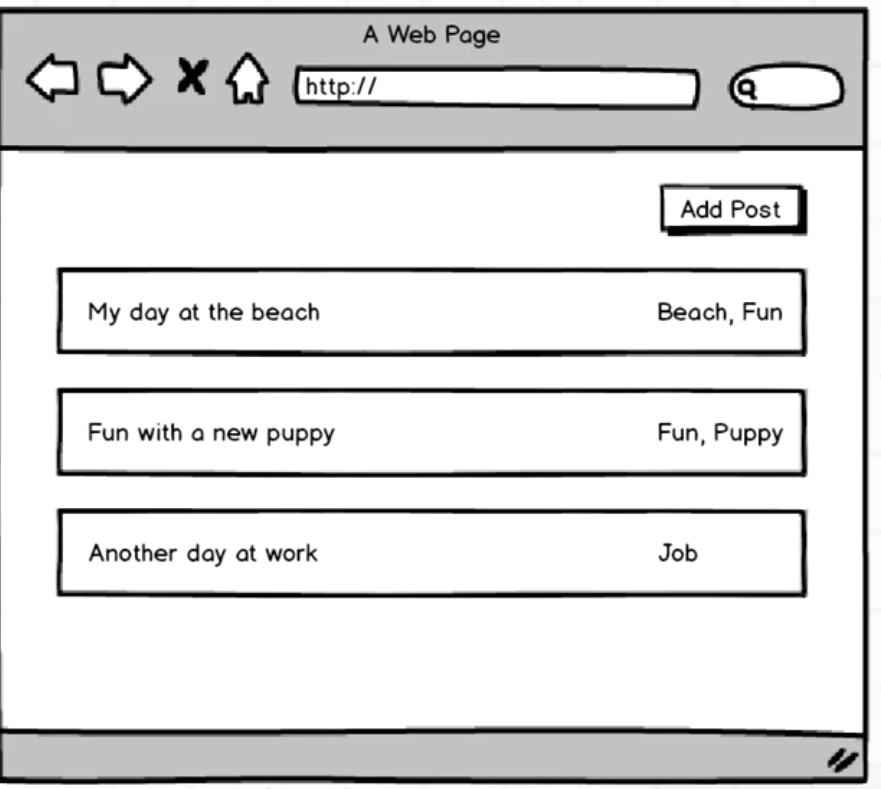 A Web Page
http://
Add Post
My day at the beach Beach, Fun
Fun with a new puppy Fun, Puppy
Another day at work Job